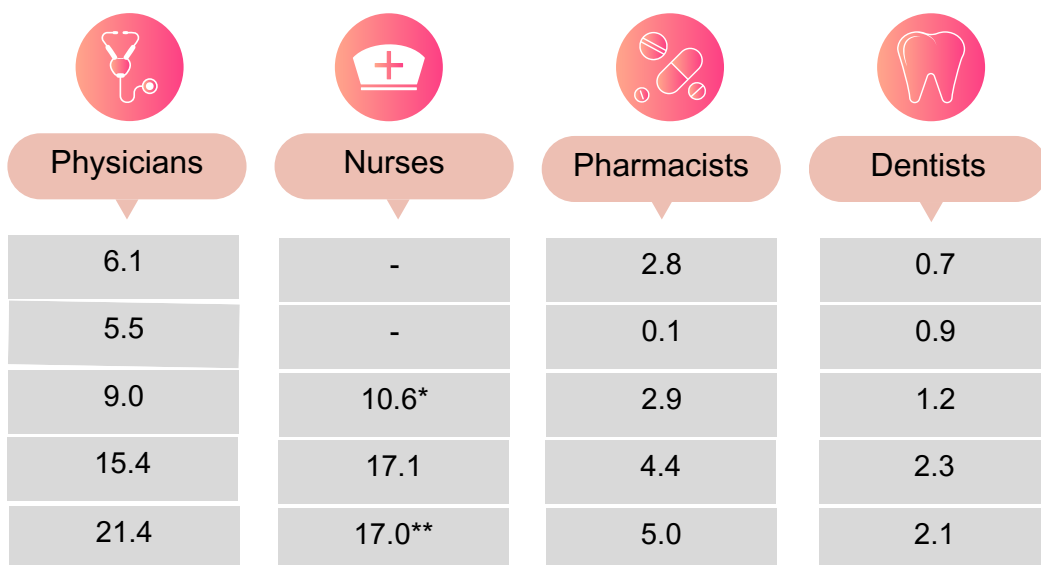 Physicians Nurses Pharmacists Dentists
6.1 - 2.8 0.7
5.5 - 0.1 0.9
9.0 10.6* 2.9 1.2
15.4 17.1 4.4 2.3
21.4 17.0** 5.0 2.1